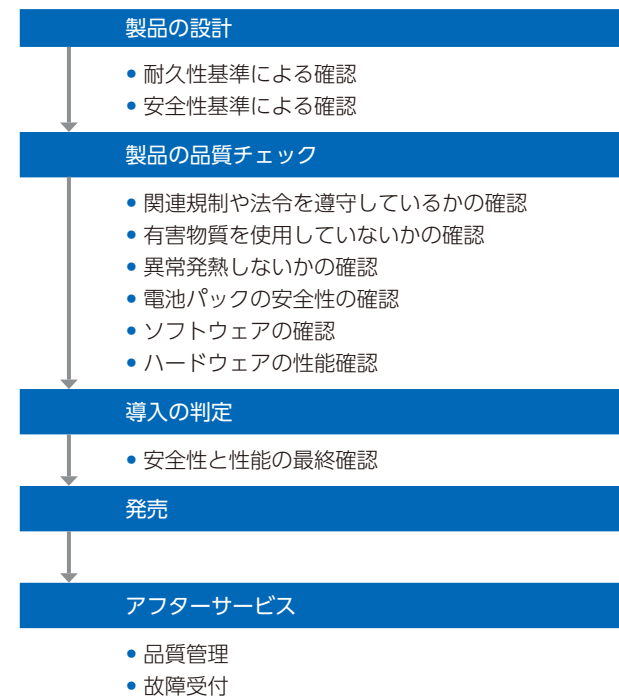 製品の設計
• 耐久性基準による確認
• 安全性基準による確認
製品の品質チェック
• 関連規制や法令を遵守しているかの確認
• 有害物質を使用していないかの確認
• 異常発熱しないかの確認
• 電池パックの安全性の確認
• ソフトウェアの確認
• ハードウェアの性能確認
導入の判定
• 安全性と性能の最終確認
発売
アフターサービス
• 品質管理
• 故障受付